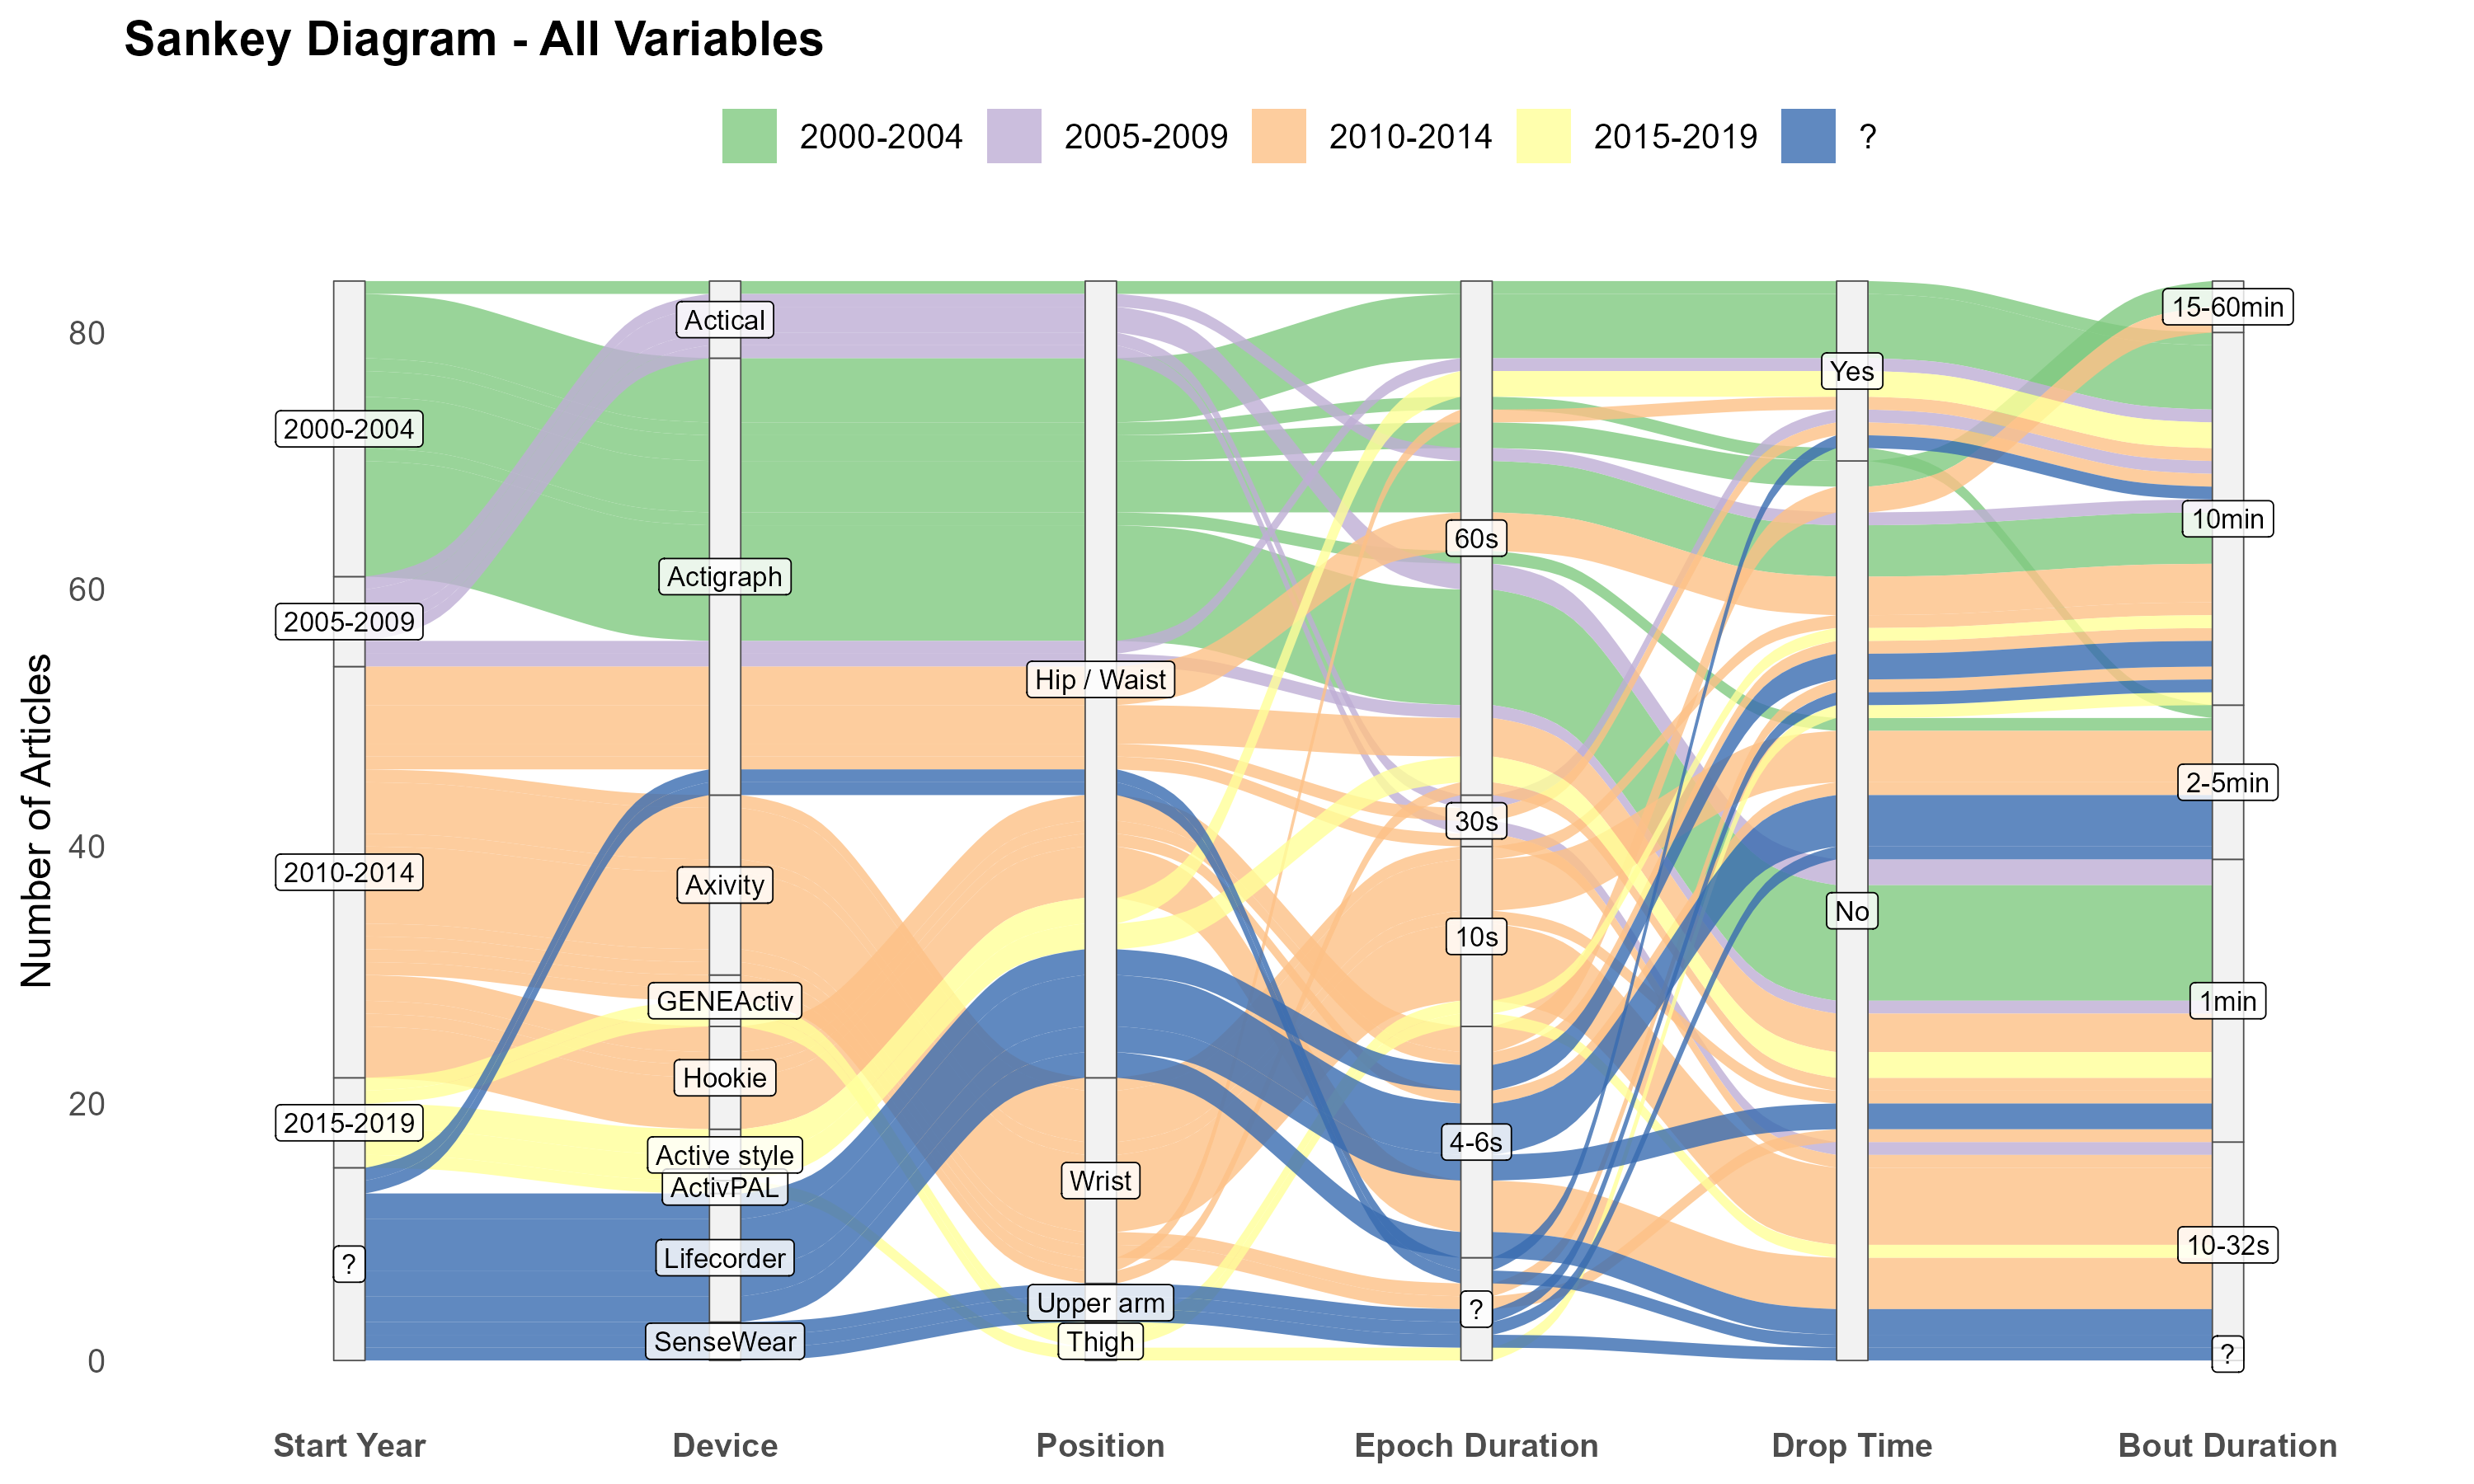 Sankey Diagram - All Variables
2000-2004 2005-2009 2010-2014 2015-2019 ?
Number of Articles
80
60
40
20
0
2000-2004
2005-2009
2010-2014
2015-2019
?
Actical
Actigraph
Axivity
GENEActiv
Hookie
Active style
ActivPAL
Lifecorder
SenseWear
Hip / Waist
Wrist
Upper arm
Thigh
60s
30s
10s
4-6s
?
Yes
No
15-60min
10min
2-5min
1min
10-32s
?
Start Year Device Position Epoch Duration Drop Time Bout Duration